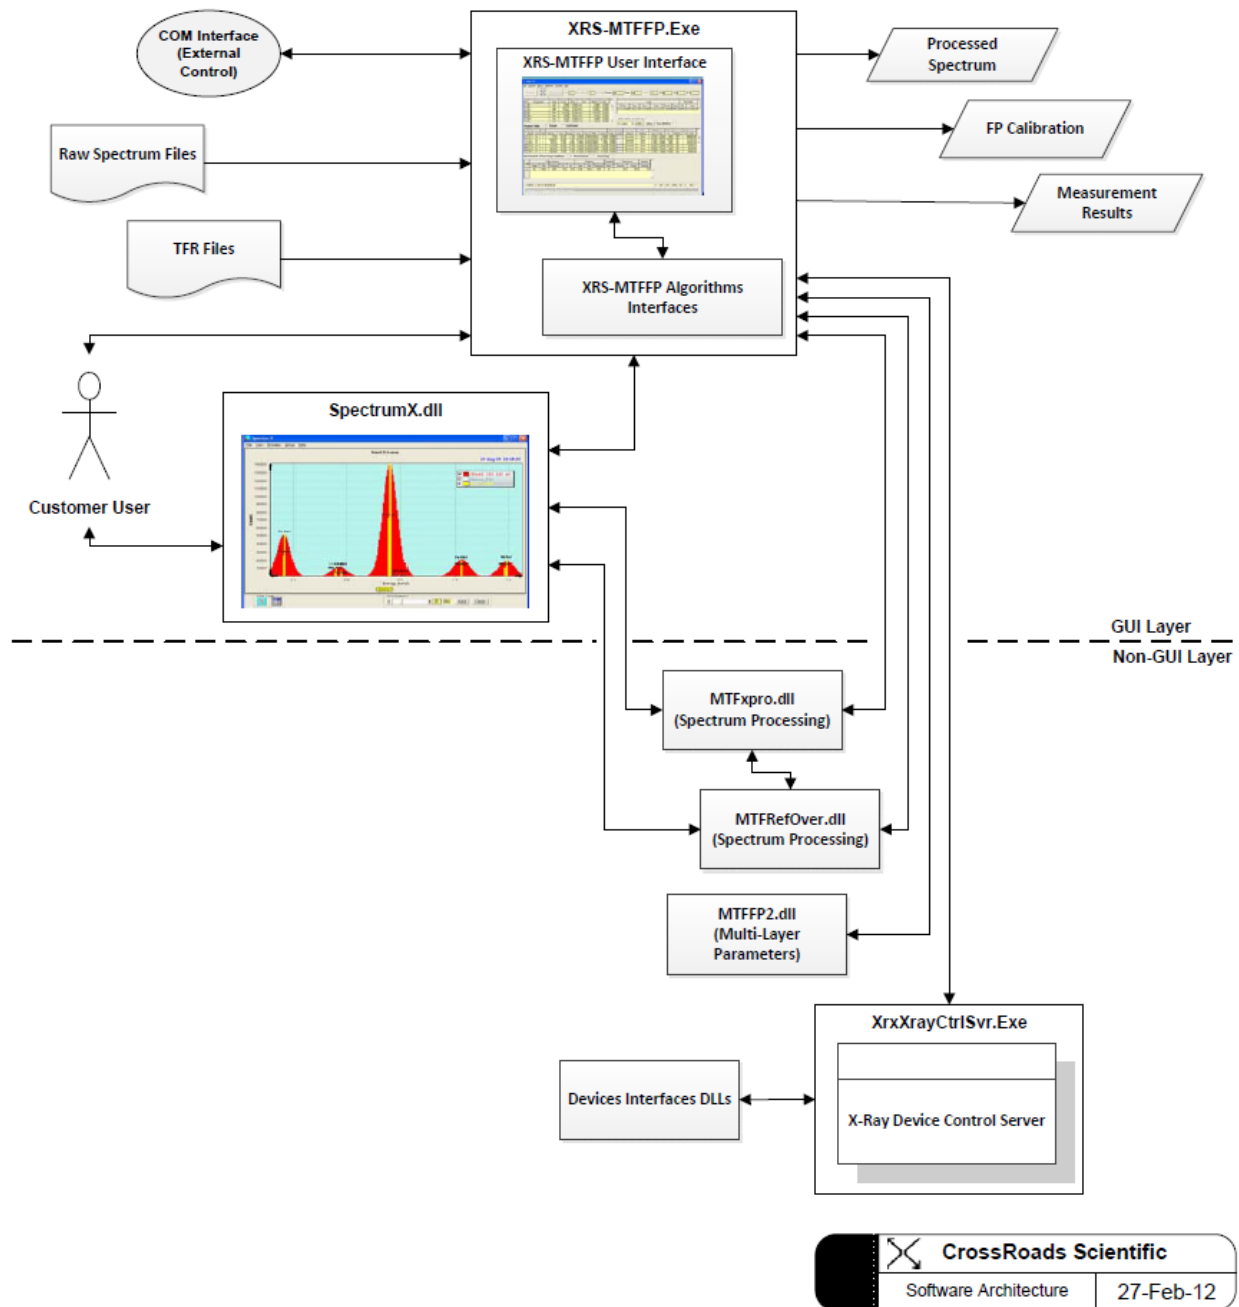 XRS-MTFFP.Exe
COM Interface
(External
Control)
XRS-MTFFP User Interface
Processed
Spectrum
FP Calibration
Raw Spectrum Files
Measurement
Results
TFR Files
XRS-MTFFP Algorithms
Interfaces
SpectrumX.dll
Customer User
GUI Layer
Non-GUI Layer
MTFxpro.dll
(Spectrum Processing)
MTFRefOver.dll
(Spectrum Processing)
MTFFP2.dll
(Multi-Layer
Parameters)
XrxXrayCtrlSvr.Exe
Devices Interfaces DLLs
X-Ray Device Control Server
CrossRoads Scientific
Software Architecture
27-Feb-12